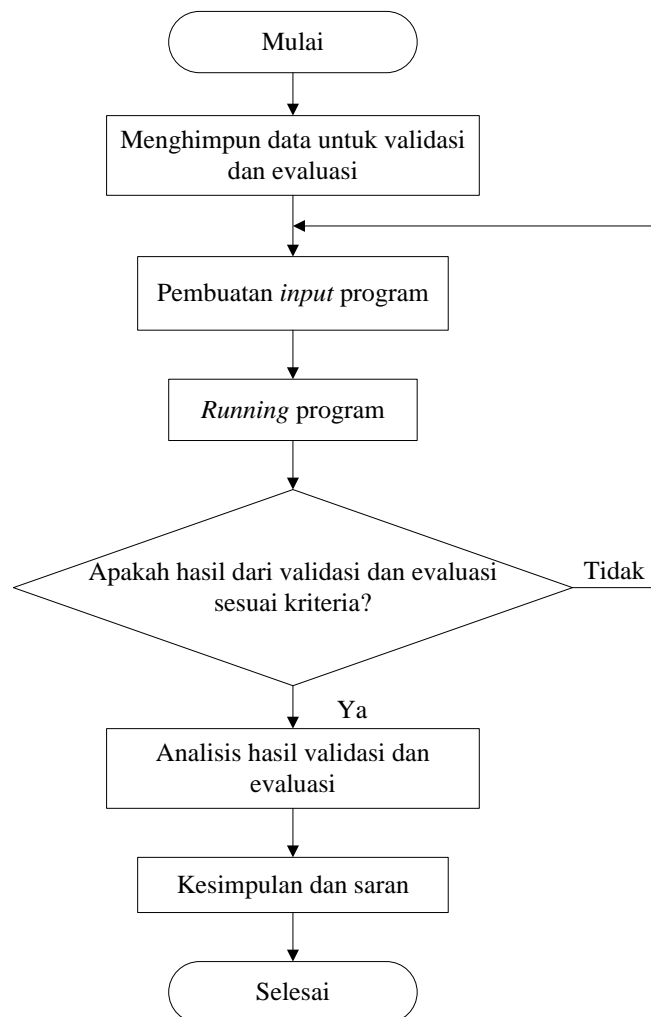 Mulai
Menghimpun data untuk validasi
dan evaluasi
Pembuatan input program
Running program
Apakah hasil dari validasi dan evaluasi
sesuai kriteria?
Tidak
Ya
Analisis hasil validasi dan
evaluasi
Kesimpulan dan saran
Selesai